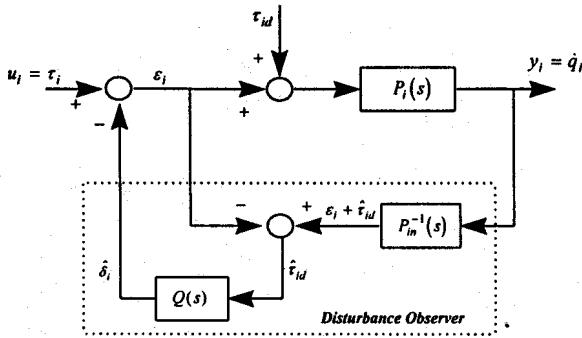 τ_id
+
u_i = τ_i
ε_i
y_i = q̇_i
P_i(s)
+
+
−
−
+
ε_i + τ̂_id
P_in^{-1}(s)
δ̂_i
τ̂_id
Q(s)
Disturbance Observer